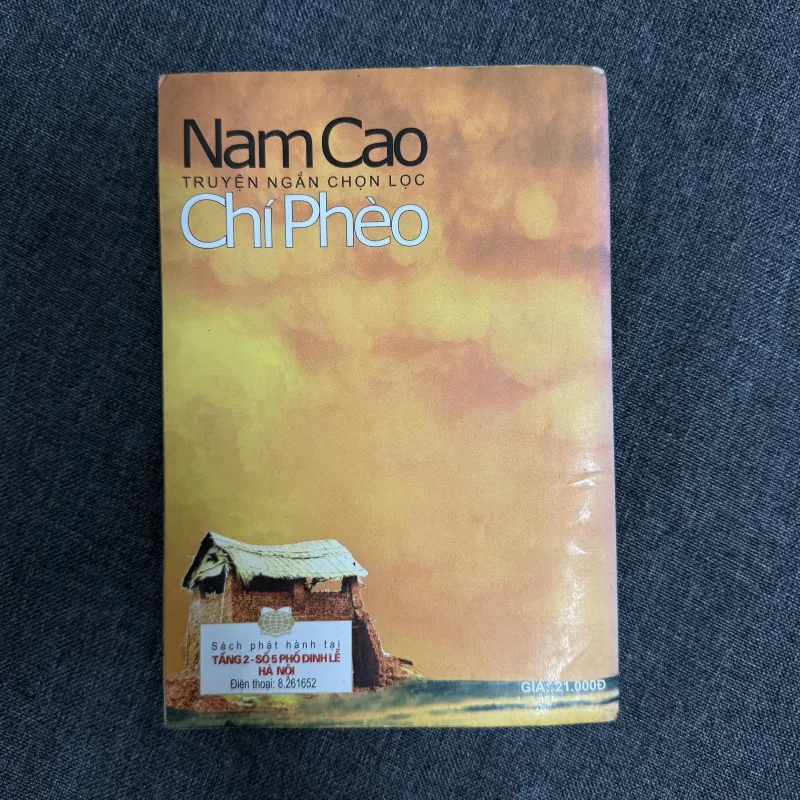 Nam Cao
TRUYỆN NGẮN CHỌN LỌC
Chí Phèo
Sách phát hành tại
TẦNG 2 - SỐ 5 PHỐ ĐINH LỄ
HÀ NỘI
Điện thoại: 8.261652
GIÁ: 21.000Đ